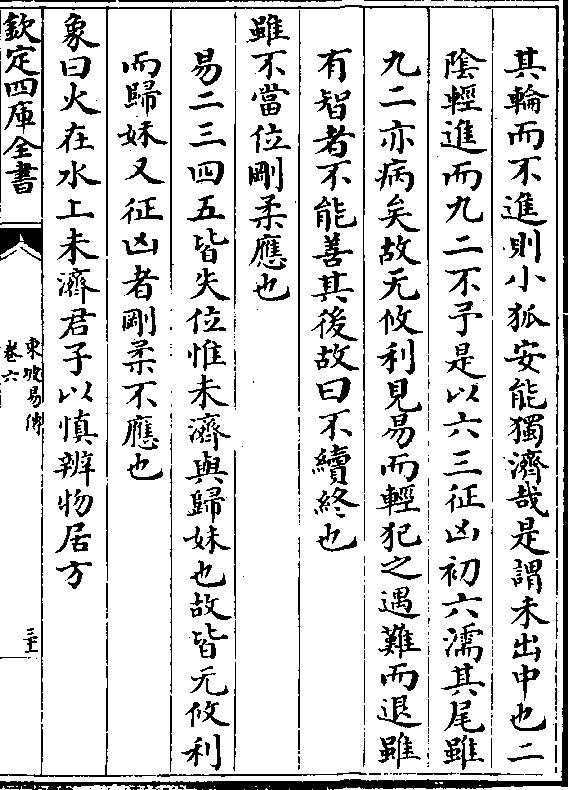 其輪而不進則小狐安能獨濟哉是謂未出中也二
陰輕進而九二不予是以六三征凶初六濡其尾雖
九二亦病矣故无攸利見易而輕犯之遇難而退雖
有智者不能善其後故曰不續終也
雖不當位剛柔應也
易二三四五皆失位惟未濟與歸妹也故皆无攸利
而歸妹又征凶者剛柔不應也
象曰火在水上未濟君子以慎辨物居方
欽定四庫全書
東坡易傳
卷六